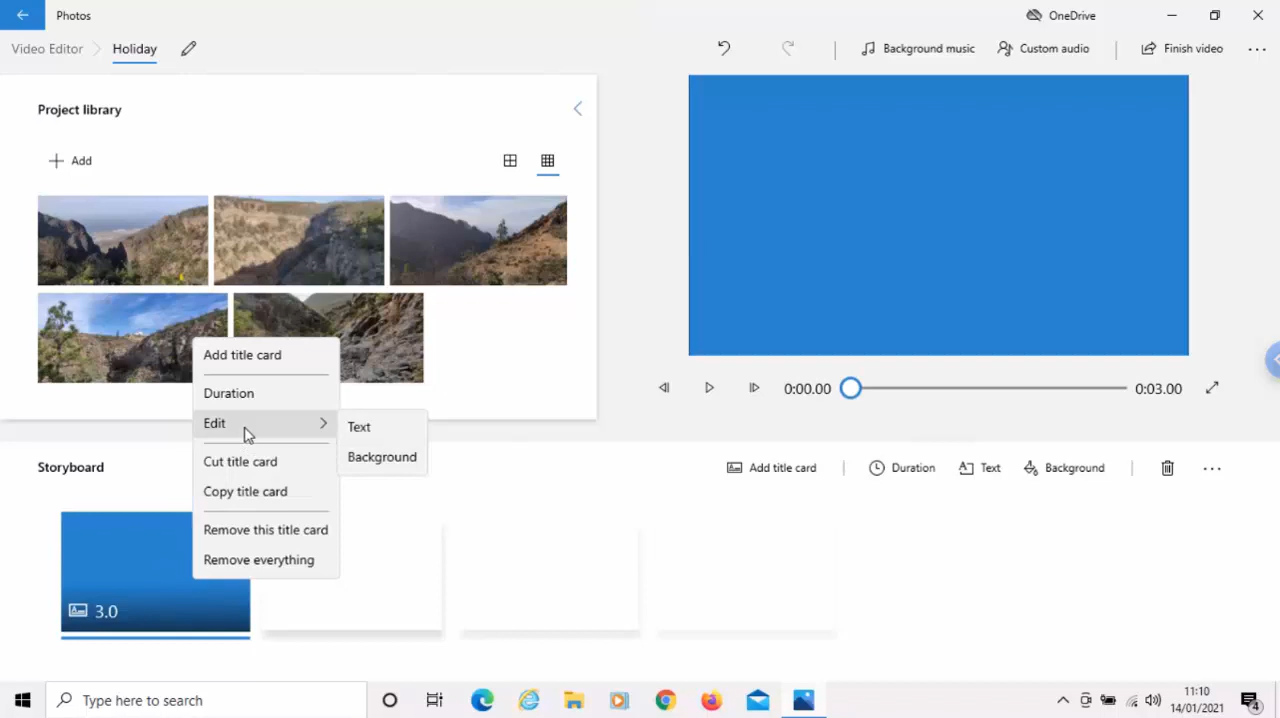 Photos
OneDrive
Video Editor
Holiday
Background music
Custom audio
Finish video
Project library
Add
Add title card
Duration
Edit
Text
Background
Cut title card
Copy title card
Remove this title card
Remove everything
0:00.00
0:03.00
Storyboard
Add title card
Duration
Text
Background
3.0
Type here to search
11:10
14/01/2021
4